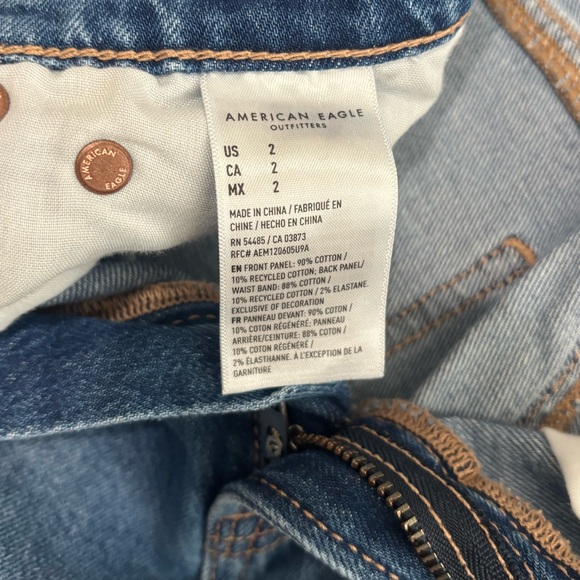 AMERICAN EAGLE
OUTFITTERS
US 2
CA 2
MX 2
MADE IN CHINA / FABRIQUÉ EN
CHINE / HECHO EN CHINA
RN 54485 / CA 03873
RFC# AEM120605U9A
EN FRONT PANEL: 90% COTTON /
10% RECYCLED COTTON; BACK PANEL/
WAIST BAND: 88% COTTON /
10% RECYCLED COTTON / 2% ELASTANE.
EXCLUSIVE OF DECORATION
FR PANNEAU DEVANT: 90% COTON /
10% COTON RÉGÉNÉRÉ; PANNEAU
ARRIÈRE/CEINTURE: 88% COTON /
10% COTON RÉGÉNÉRÉ /
2% ÉLASTHANNE. À L'EXCEPTION DE LA
GARNITURE
AMERICAN
EAGLE